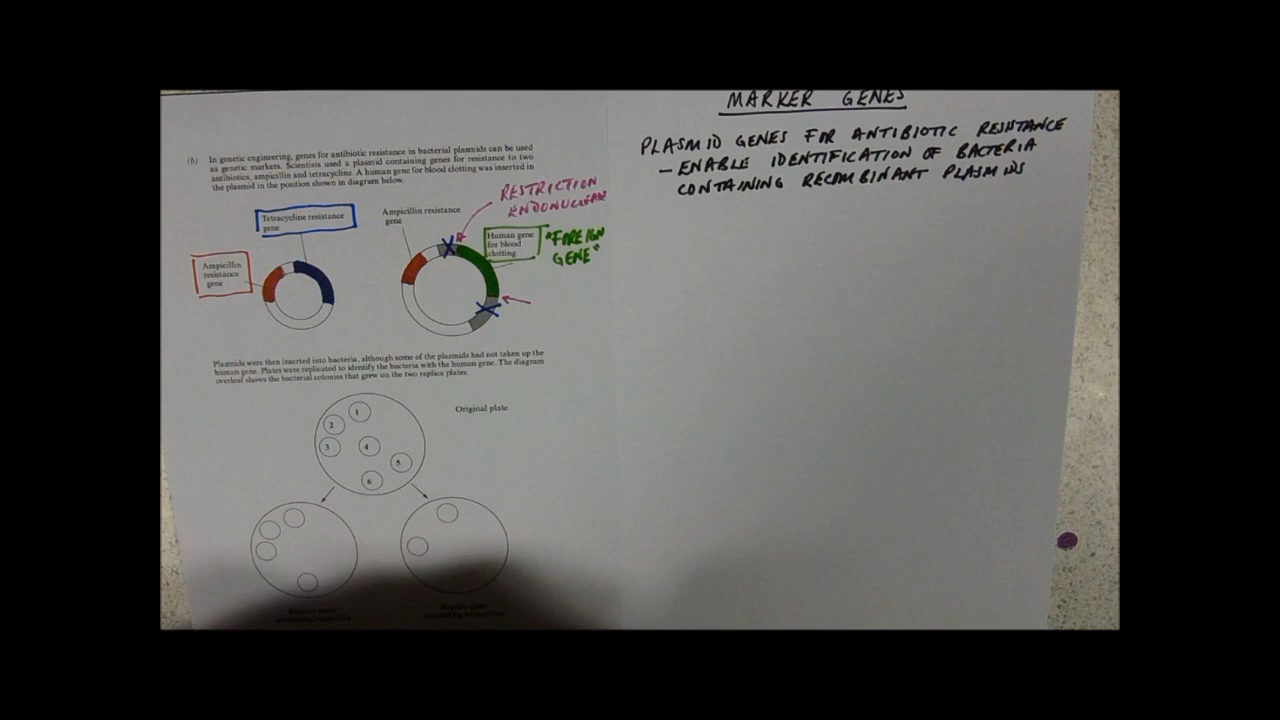 MARKER GENES
PLASMID GENES FOR ANTIBIOTIC RESISTANCE
– ENABLE IDENTIFICATION OF BACTERIA
CONTAINING RECOMBINANT PLASMIDS
(b) In genetic engineering, genes for antibiotic resistance in bacterial plasmids can be used
as genetic markers. Scientists used a plasmid containing genes for resistance to two
antibiotics, ampicillin and tetracycline. A human gene for blood clotting was inserted in
the plasmid in the position shown in diagram below.
RESTRICTION
ENDONUCLEASE
Tetracycline resistance
gene
Ampicillin resistance
gene
Human gene
for blood
clotting
"FOREIGN
GENE"
Ampicillin
resistance
gene
Plasmids were then inserted into bacteria, although some of the plasmids had not taken up the
human gene. Plates were replicated to identify the bacteria with the human gene. The diagram
overleaf shows the bacterial colonies that grew on the two replica plates.
Original plate
1
2
3
4
5
6
Replica plate
Replica plate